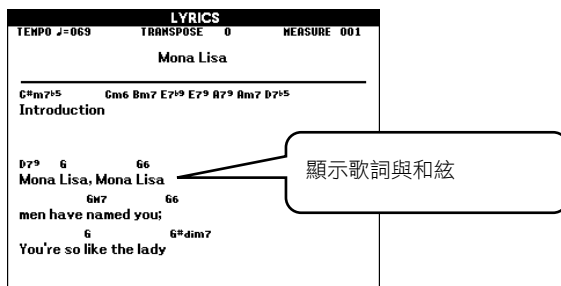 LYRICS
TEMPO ♩=069 TRANSPOSE 0 MEASURE 001
Mona Lisa
C#m7♭5 Cm6 Bm7 E7♭9 E79 A79 Am7 D7♭5
Introduction
D79 G G6
Mona Lisa, Mona Lisa
GM7 G6
men have named you;
G G#dim7
You're so like the lady
顯示歌詞與和絃